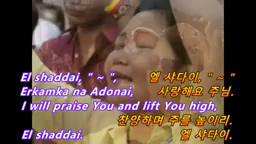 El shaddai, " ~ ", 엘 샤다이, " ~ "
Erkamka na Adonai, 사랑해요 주님.
I will praise You and lift You high,
찬양하며 주를 높이리.
El shaddai. 엘 샤다이.